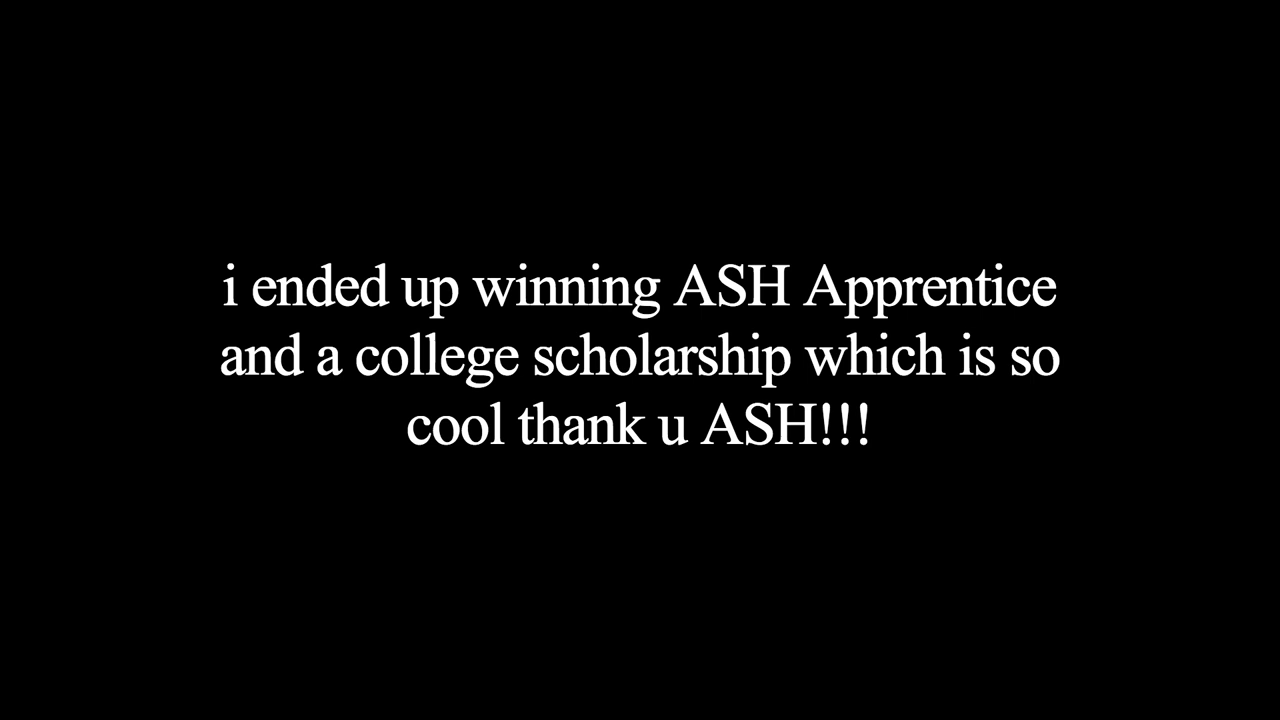 i ended up winning ASH Apprentice
and a college scholarship which is so
cool thank u ASH!!!